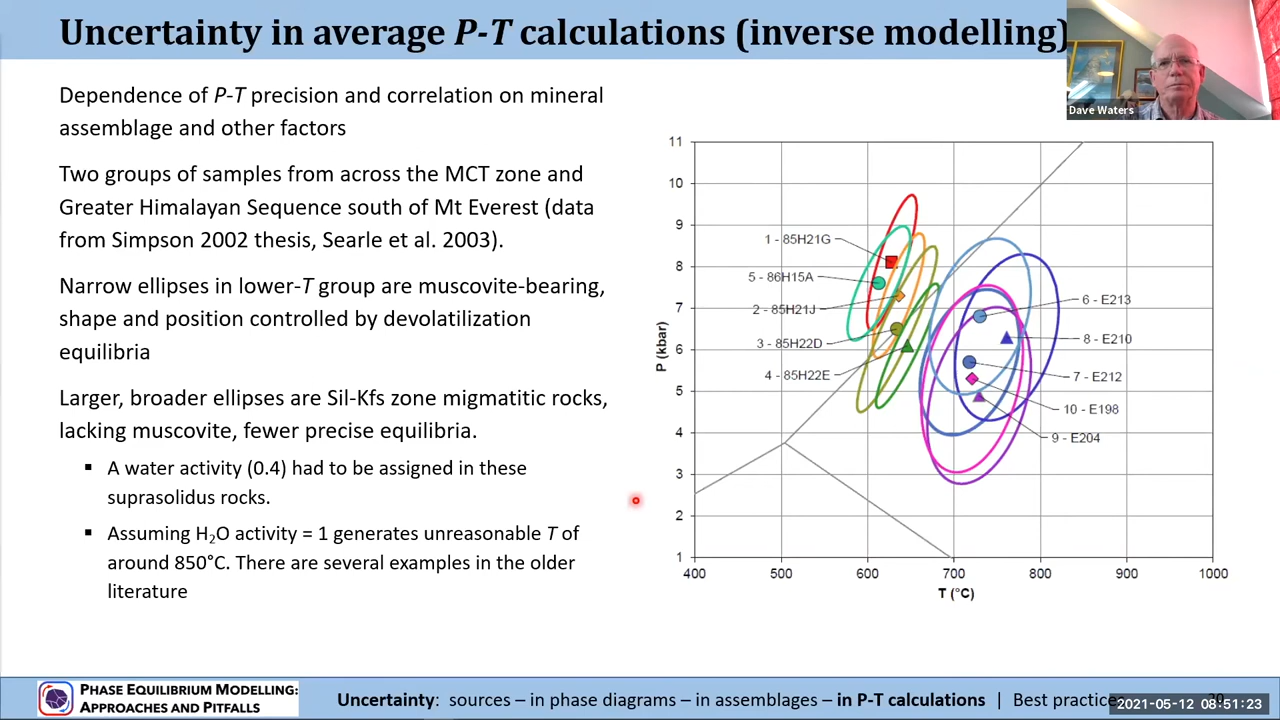 Uncertainty in average P-T calculations (inverse modelling)
Dave Waters
Dependence of P-T precision and correlation on mineral
assemblage and other factors
Two groups of samples from across the MCT zone and
Greater Himalayan Sequence south of Mt Everest (data
from Simpson 2002 thesis, Searle et al. 2003).
Narrow ellipses in lower-T group are muscovite-bearing,
shape and position controlled by devolatilization
equilibria
Larger, broader ellipses are Sil-Kfs zone migmatitic rocks,
lacking muscovite, fewer precise equilibria.
▪ A water activity (0.4) had to be assigned in these
suprasolidus rocks.
▪ Assuming H₂O activity = 1 generates unreasonable T of
around 850°C. There are several examples in the older
literature
P (kbar)
11
10
9
8
7
6
5
4
3
2
1
1 - 85H21G
5 - 86H15A
2 - 85H21J
3 - 85H22D
4 - 85H22E
6 - E213
8 - E210
7 - E212
10 - E198
9 - E204
400 500 600 700 800 900 1000
T (°C)
PHASE EQUILIBRIUM MODELLING:
APPROACHES AND PITFALLS
Uncertainty: sources – in phase diagrams – in assemblages – in P-T calculations | Best practices
2021-05-12 08:51:23